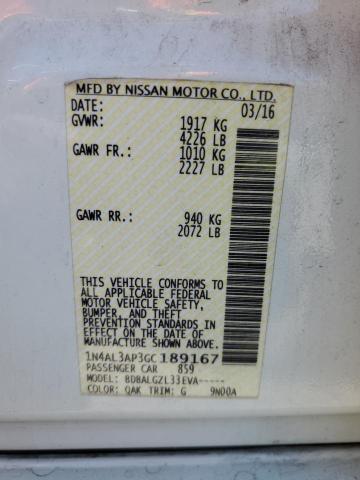 MFD BY NISSAN MOTOR CO., LTD.
DATE: 03/16
GVWR: 1917 KG
4226 LB
GAWR FR.: 1010 KG
2227 LB
GAWR RR.: 940 KG
2072 LB
THIS VEHICLE CONFORMS TO
ALL APPLICABLE FEDERAL
MOTOR VEHICLE SAFETY,
BUMPER, AND THEFT
PREVENTION STANDARDS
IN EFFECT ON THE DATE OF
MANUFACTURE SHOWN ABOVE.
1N4AL3AP3GC189167
PASSENGER CAR 859
MODEL: BDBALGZL33EVA-----
COLOR: QAK TRIM: G 9N00A